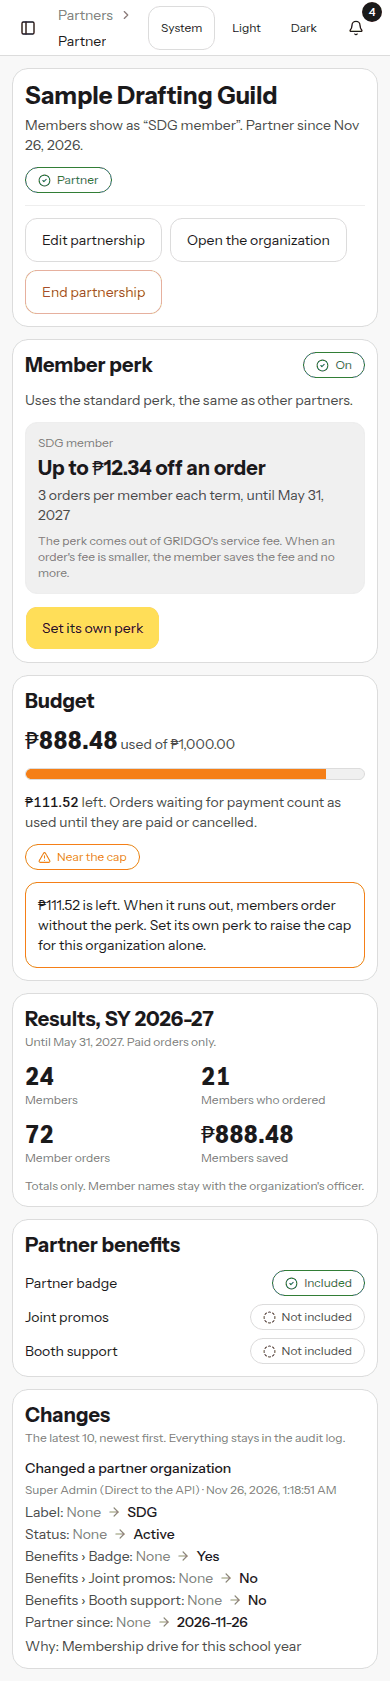 Partners >
Partner
System
Light
Dark
4
Sample Drafting Guild
Members show as “SDG member”. Partner since Nov
26, 2026.
Partner
Edit partnership
Open the organization
End partnership
Member perk
On
Uses the standard perk, the same as other partners.
SDG member
Up to ₱12.34 off an order
3 orders per member each term, until May 31,
2027
The perk comes out of GRIDGO's service fee. When an
order's fee is smaller, the member saves the fee and no
more.
Set its own perk
Budget
₱888.48 used of ₱1,000.00
₱111.52 left. Orders waiting for payment count as
used until they are paid or cancelled.
Near the cap
₱111.52 is left. When it runs out, members order
without the perk. Set its own perk to raise the cap
for this organization alone.
Results, SY 2026-27
Until May 31, 2027. Paid orders only.
24
Members
21
Members who ordered
72
Member orders
₱888.48
Members saved
Totals only. Member names stay with the organization's officer.
Partner benefits
Partner badge
Included
Joint promos
Not included
Booth support
Not included
Changes
The latest 10, newest first. Everything stays in the audit log.
Changed a partner organization
Super Admin (Direct to the API) · Nov 26, 2026, 1:18:51 AM
Label: None → SDG
Status: None → Active
Benefits › Badge: None → Yes
Benefits › Joint promos: None → No
Benefits › Booth support: None → No
Partner since: None → 2026-11-26
Why: Membership drive for this school year